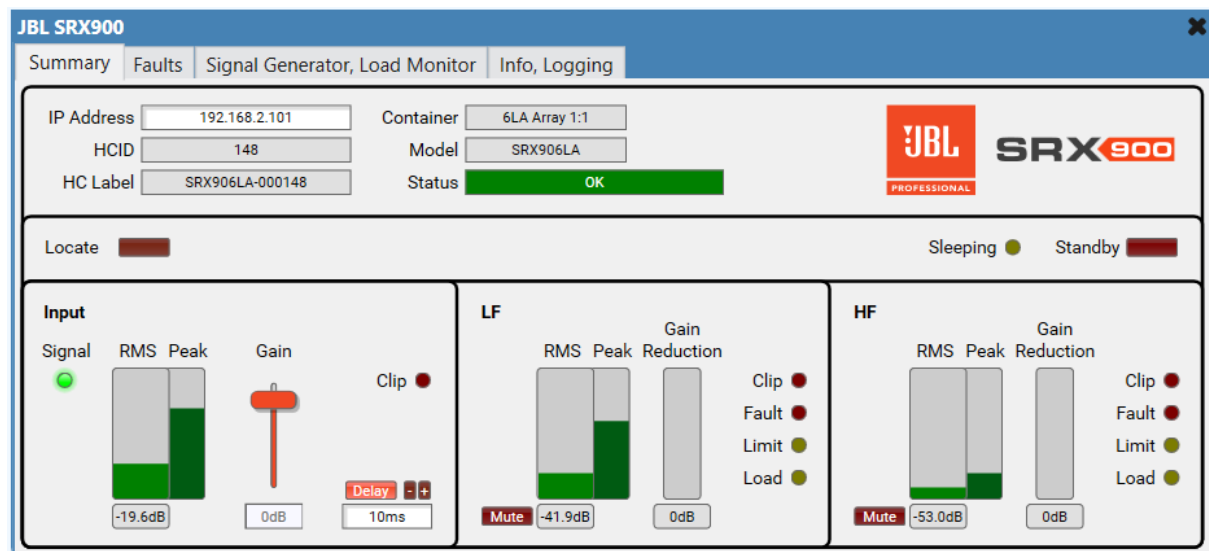 JBL SRX900
Summary Faults Signal Generator, Load Monitor Info, Logging
IP Address 192.168.2.101 Container 6LA Array 1:1
HCID 148 Model SRX906LA
HC Label SRX906LA-000148 Status OK
JBL SRX 900
PROFESSIONAL
Locate Sleeping Standby
Input
Signal RMS Peak Gain
Clip
Delay - +
-19.6dB 0dB 10ms
LF
Gain
RMS Peak Reduction
Clip
Fault
Limit
Load
Mute -41.9dB 0dB
HF
Gain
RMS Peak Reduction
Clip
Fault
Limit
Load
Mute -53.0dB 0dB